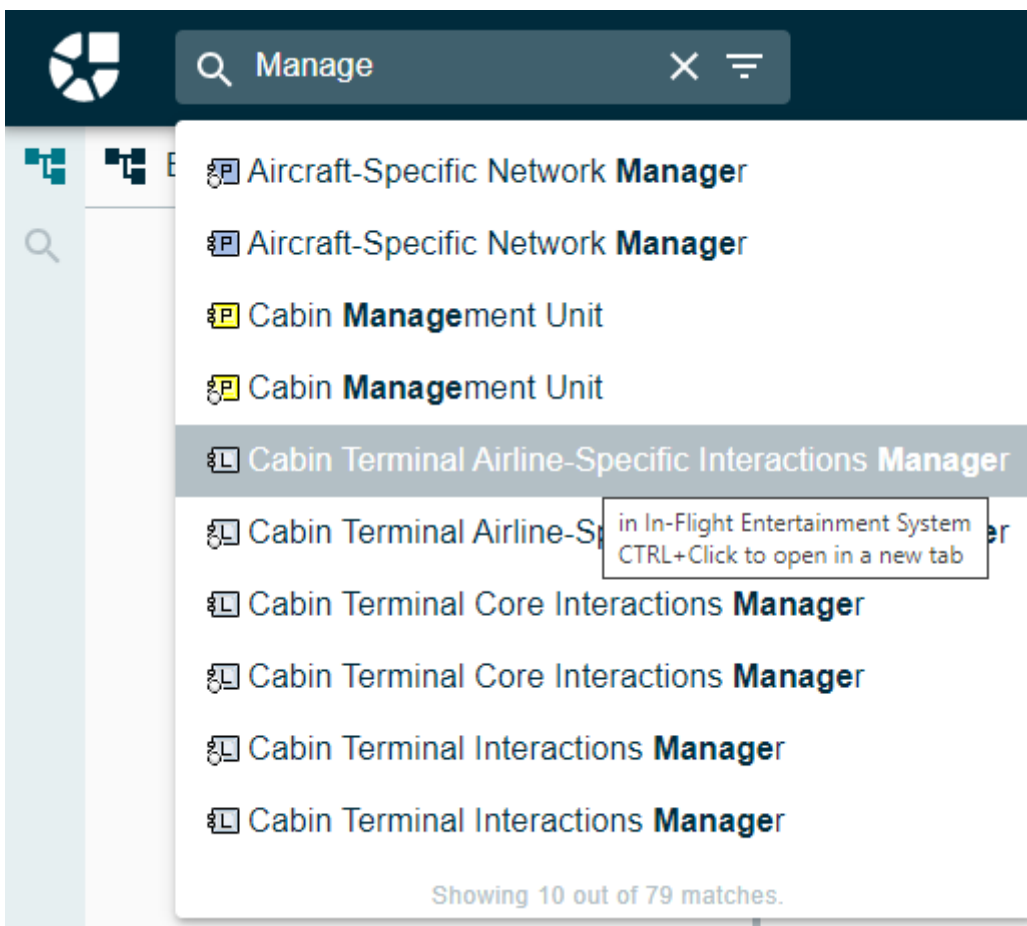 Manage
E
P Aircraft-Specific Network Manager
P Aircraft-Specific Network Manager
P Cabin Management Unit
P Cabin Management Unit
L Cabin Terminal Airline-Specific Interactions Manager
in In-Flight Entertainment System
CTRL+Click to open in a new tab
L Cabin Terminal Airline-Sp er
L Cabin Terminal Core Interactions Manager
L Cabin Terminal Core Interactions Manager
L Cabin Terminal Interactions Manager
L Cabin Terminal Interactions Manager
Showing 10 out of 79 matches.